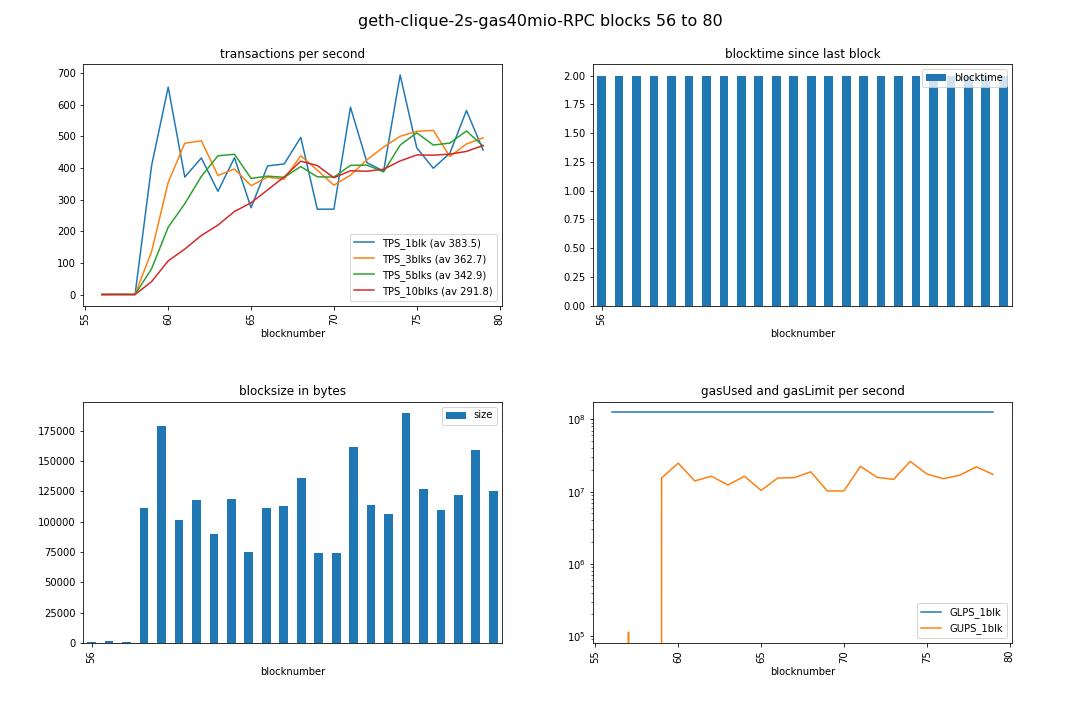 geth-clique-2s-gas40mio-RPC blocks 56 to 80
transactions per second
700
600
500
400
300
200
100
0
55
60
65
70
75
80
blocknumber
TPS_1blk (av 383.5)
TPS_3blks (av 362.7)
TPS_5blks (av 342.9)
TPS_10blks (av 291.8)
blocktime since last block
2.00
1.75
1.50
1.25
1.00
0.75
0.50
0.25
0.00
56
blocknumber
blocktime
blocksize in bytes
175000
150000
125000
100000
75000
50000
25000
0
56
blocknumber
size
gasUsed and gasLimit per second
10⁸
10⁷
10⁶
10⁵
55
60
65
70
75
80
blocknumber
GLPS_1blk
GUPS_1blk